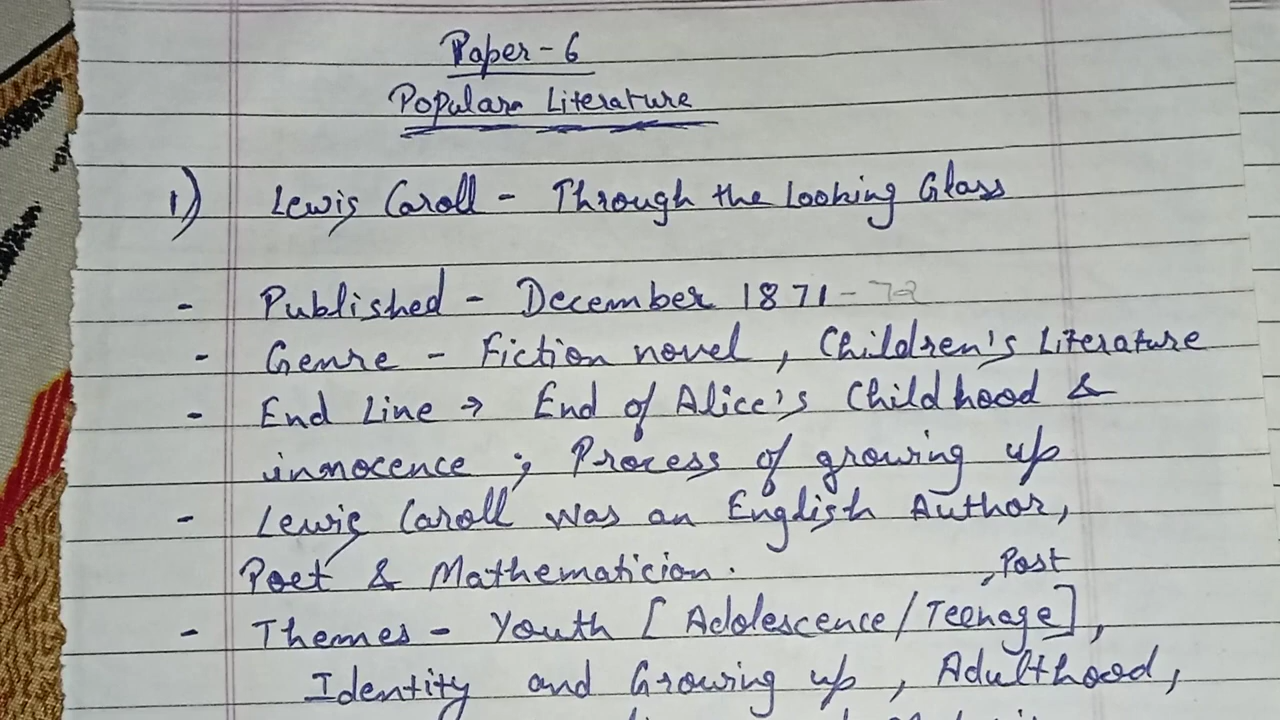 Paper - 6
Popular Literature
1) Lewis Caroll - Through the Looking Glass
- Published - December 1871 - 72
- Genre - Fiction novel, Children's Literature
- End Line → End of Alice's Childhood &
innocence ; Process of growing up
- Lewis Caroll was an English Author,
Poet & Mathematicion.
, Post
- Themes - Youth [Adolescence / Teenage],
Identity and Growing up, Adulthood,